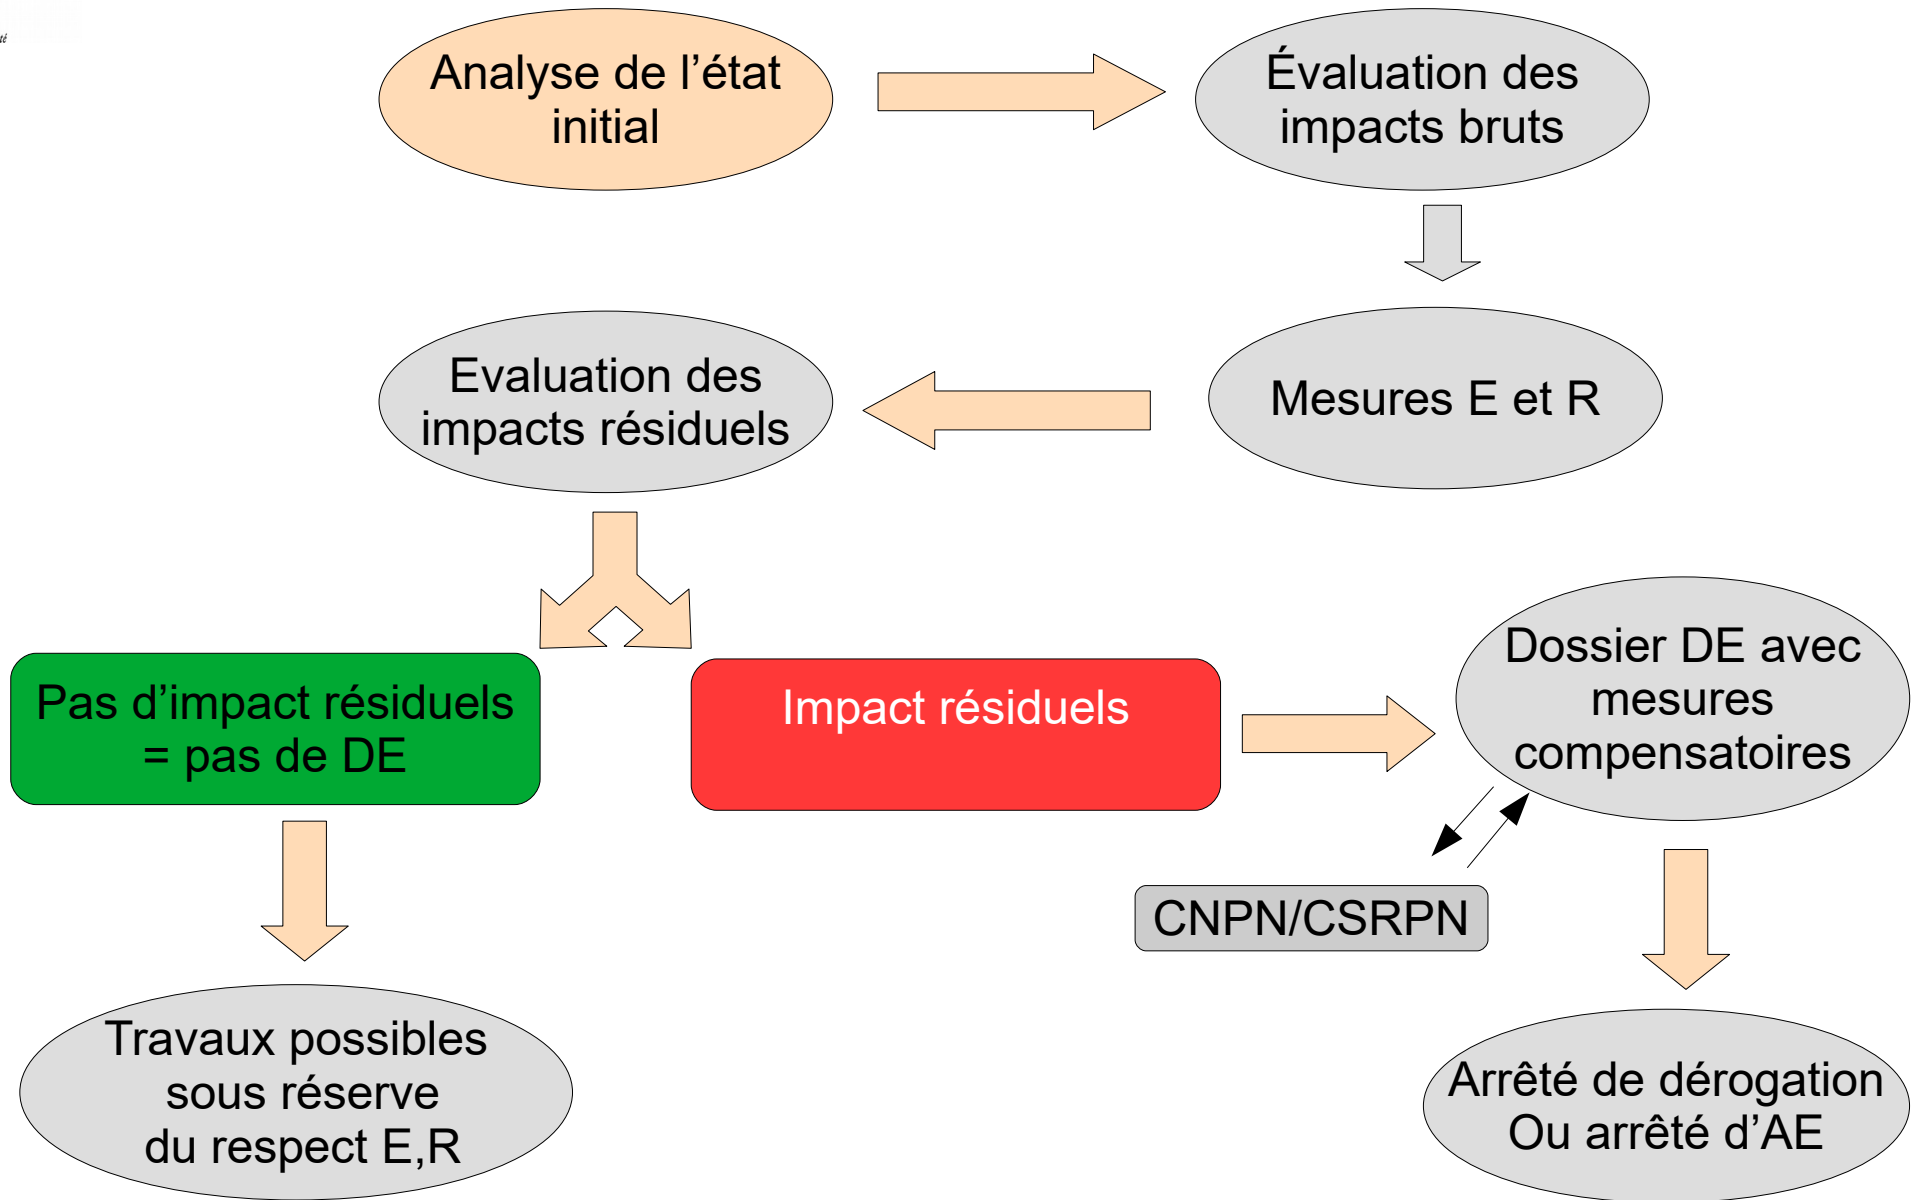 té
Analyse de l’état
initial
Évaluation des
impacts bruts
Evaluation des
impacts résiduels
Mesures E et R
Pas d’impact résiduels
= pas de DE
Impact résiduels
Dossier DE avec
mesures
compensatoires
CNPN/CSRPN
Travaux possibles
sous réserve
du respect E,R
Arrêté de dérogation
Ou arrêté d’AE